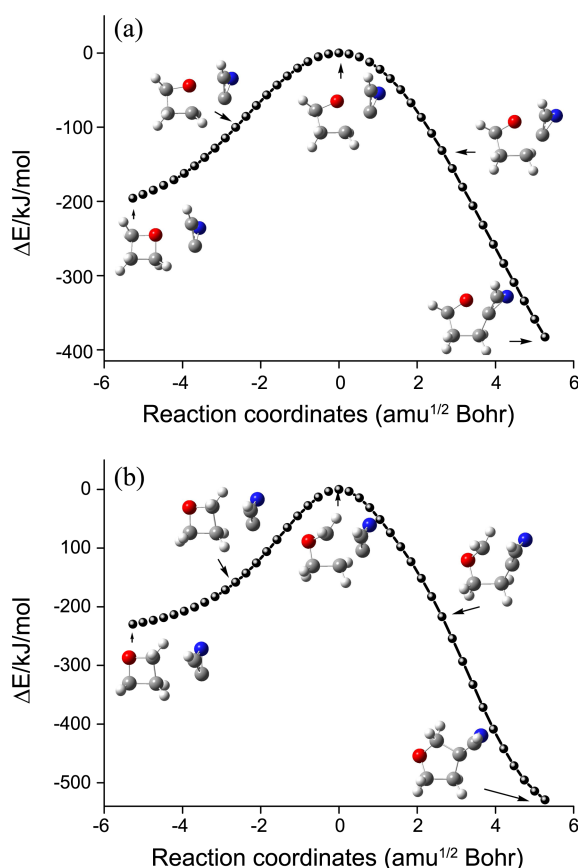 (a)
0
-100
-200
-300
-400
ΔE/kJ/mol
-6 -4 -2 0 2 4 6
Reaction coordinates (amu1/2 Bohr)
(b)
0
100
-200
-300
-400
-500
ΔE/kJ/mol
-6 -4 -2 0 2 4 6
Reaction coordinates (amu1/2 Bohr)